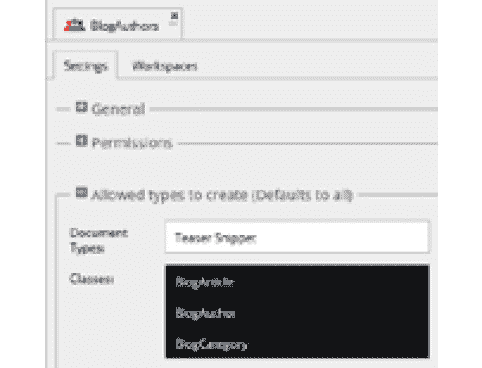 BlogAuthors
Settings Workspaces
General
Permissions
Allowed types to create (Defaults to all)
Document Types: Teaser Snippet
Classes: BlogArticle
BlogAuthor
BlogCategory